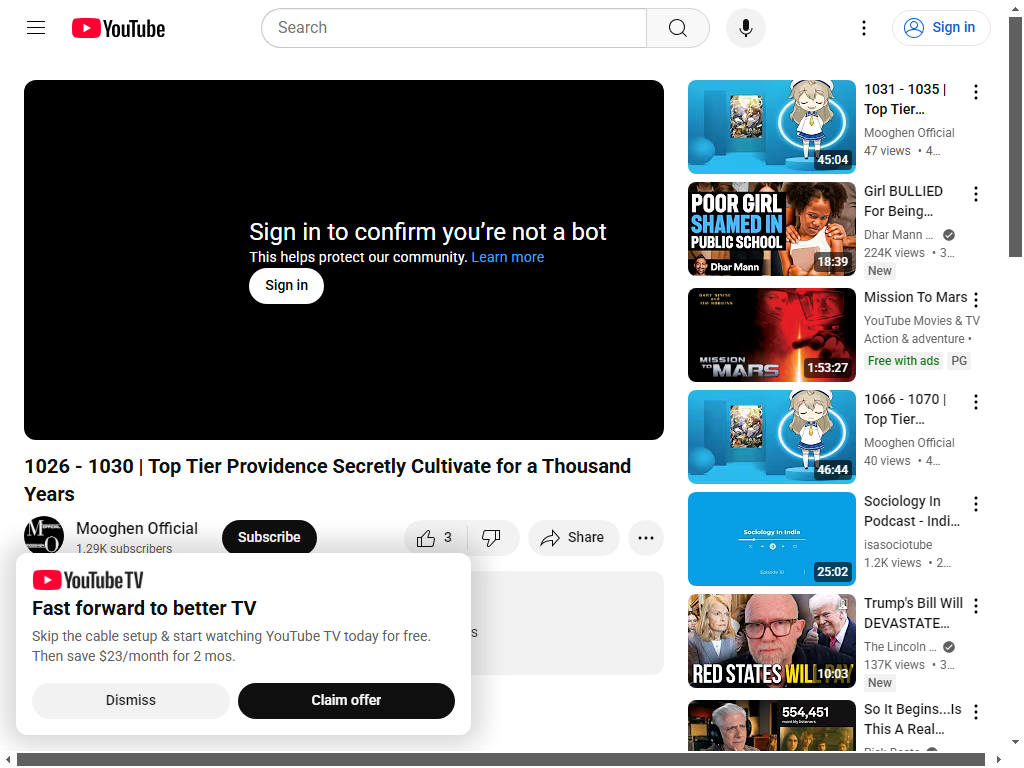 YouTube
Search
Sign in
Sign in to confirm you're not a bot
This helps protect our community. Learn more
Sign in
1026 - 1030 | Top Tier Providence Secretly Cultivate for a Thousand
Years
Mooghen Official
1.29K subscribers
Subscribe
3
Share
YouTube TV
Fast forward to better TV
Skip the cable setup & start watching YouTube TV today for free.
Then save $23/month for 2 mos.
Dismiss
Claim offer
45:04
1031 - 1035 |
Top Tier...
Mooghen Official
47 views • 4...
POOR GIRL
SHAMED IN
PUBLIC SCHOOL
Dhar Mann
18:39
Girl BULLIED
For Being...
Dhar Mann ...
224K views • 3...
New
MISSION
TO MARS
1:53:27
Mission To Mars
YouTube Movies & TV
Action & adventure •
Free with ads
PG
46:44
1066 - 1070 |
Top Tier...
Mooghen Official
40 views • 4...
Sociology In India
Episode 10
25:02
Sociology In
Podcast - Indi...
isasociotube
1.2K views • 2...
RED STATES WILL PAY
10:03
Trump's Bill Will
DEVASTATE...
The Lincoln ...
137K views • 3...
New
554,451
monthly listeners
So It Begins...Is
This A Real...